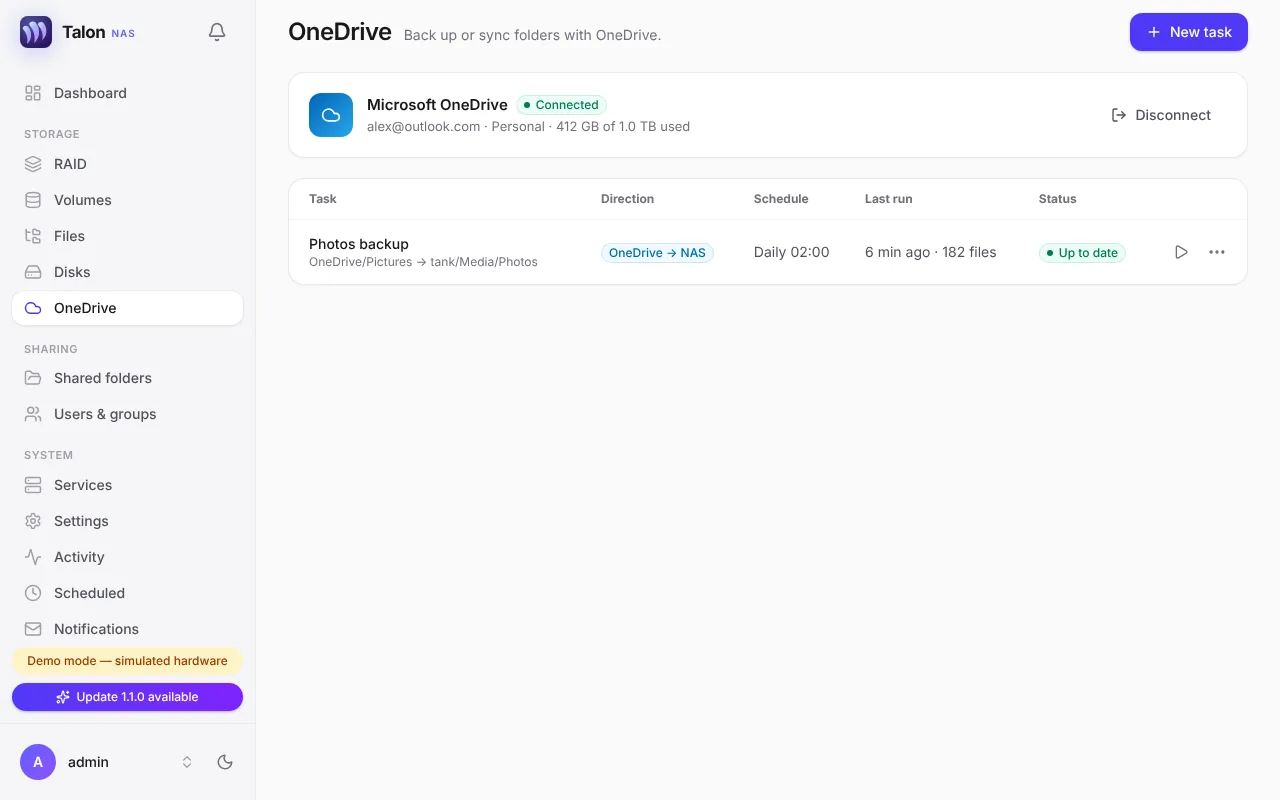 Talon NAS
Dashboard
STORAGE
RAID
Volumes
Files
Disks
OneDrive
SHARING
Shared folders
Users & groups
SYSTEM
Services
Settings
Activity
Scheduled
Notifications
Demo mode — simulated hardware
Update 1.1.0 available
A admin
OneDrive Back up or sync folders with OneDrive.
New task
Microsoft OneDrive Connected
alex@outlook.com · Personal · 412 GB of 1.0 TB used
Disconnect
Task Direction Schedule Last run Status
Photos backup
OneDrive/Pictures → tank/Media/Photos
OneDrive → NAS Daily 02:00 6 min ago · 182 files Up to date